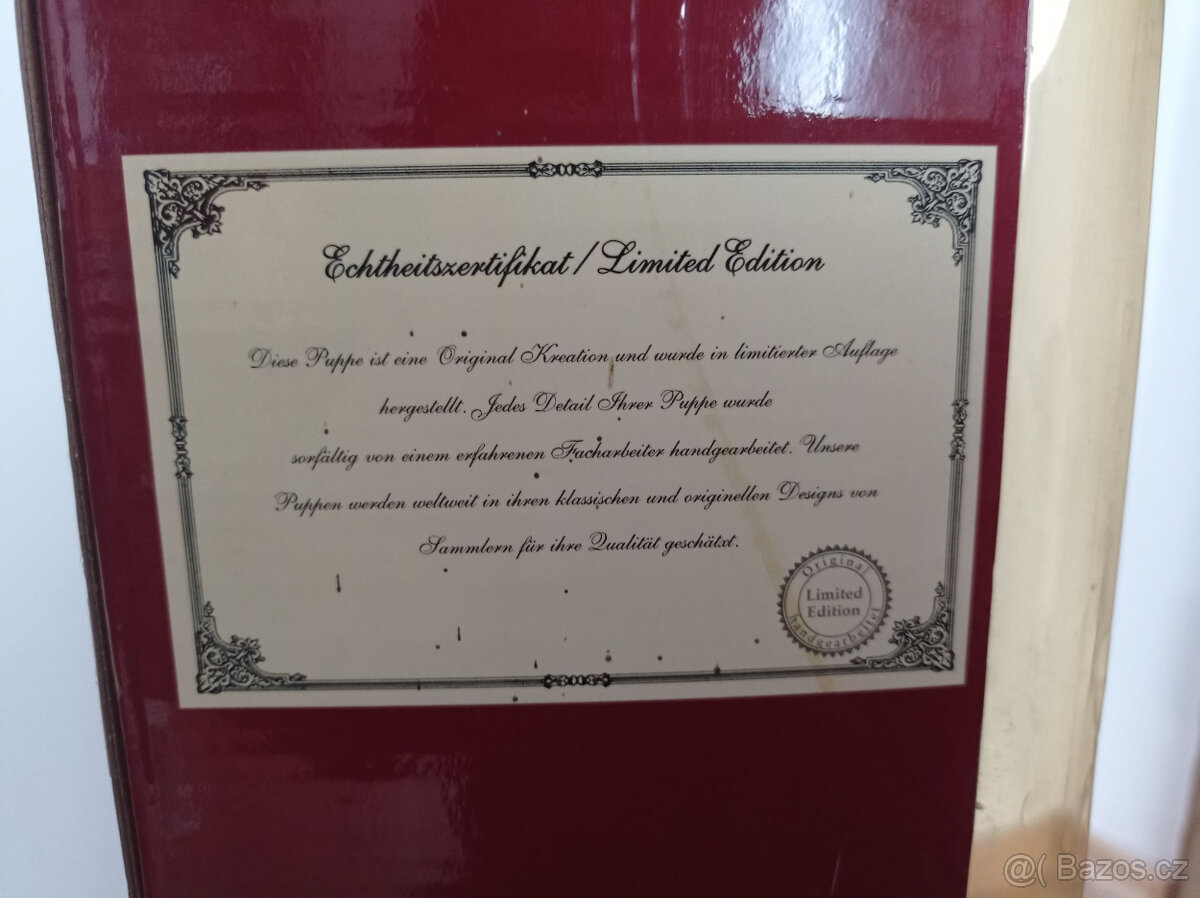 Echtheitszertifikat / Limited Edition
Diese Puppe ist eine Original Kreation und wurde in limitierter Auflage
hergestellt. Jedes Detail Ihrer Puppe wurde
sorfältig von einem erfahrenen Facharbeiter handgearbeitet. Unsere
Puppen werden weltweit in ihren klassischen und originellen Designs von
Sammlern für ihre Qualität geschätzt.
Original
Limited
Edition
handgearbeitet
@( Bazos.cz